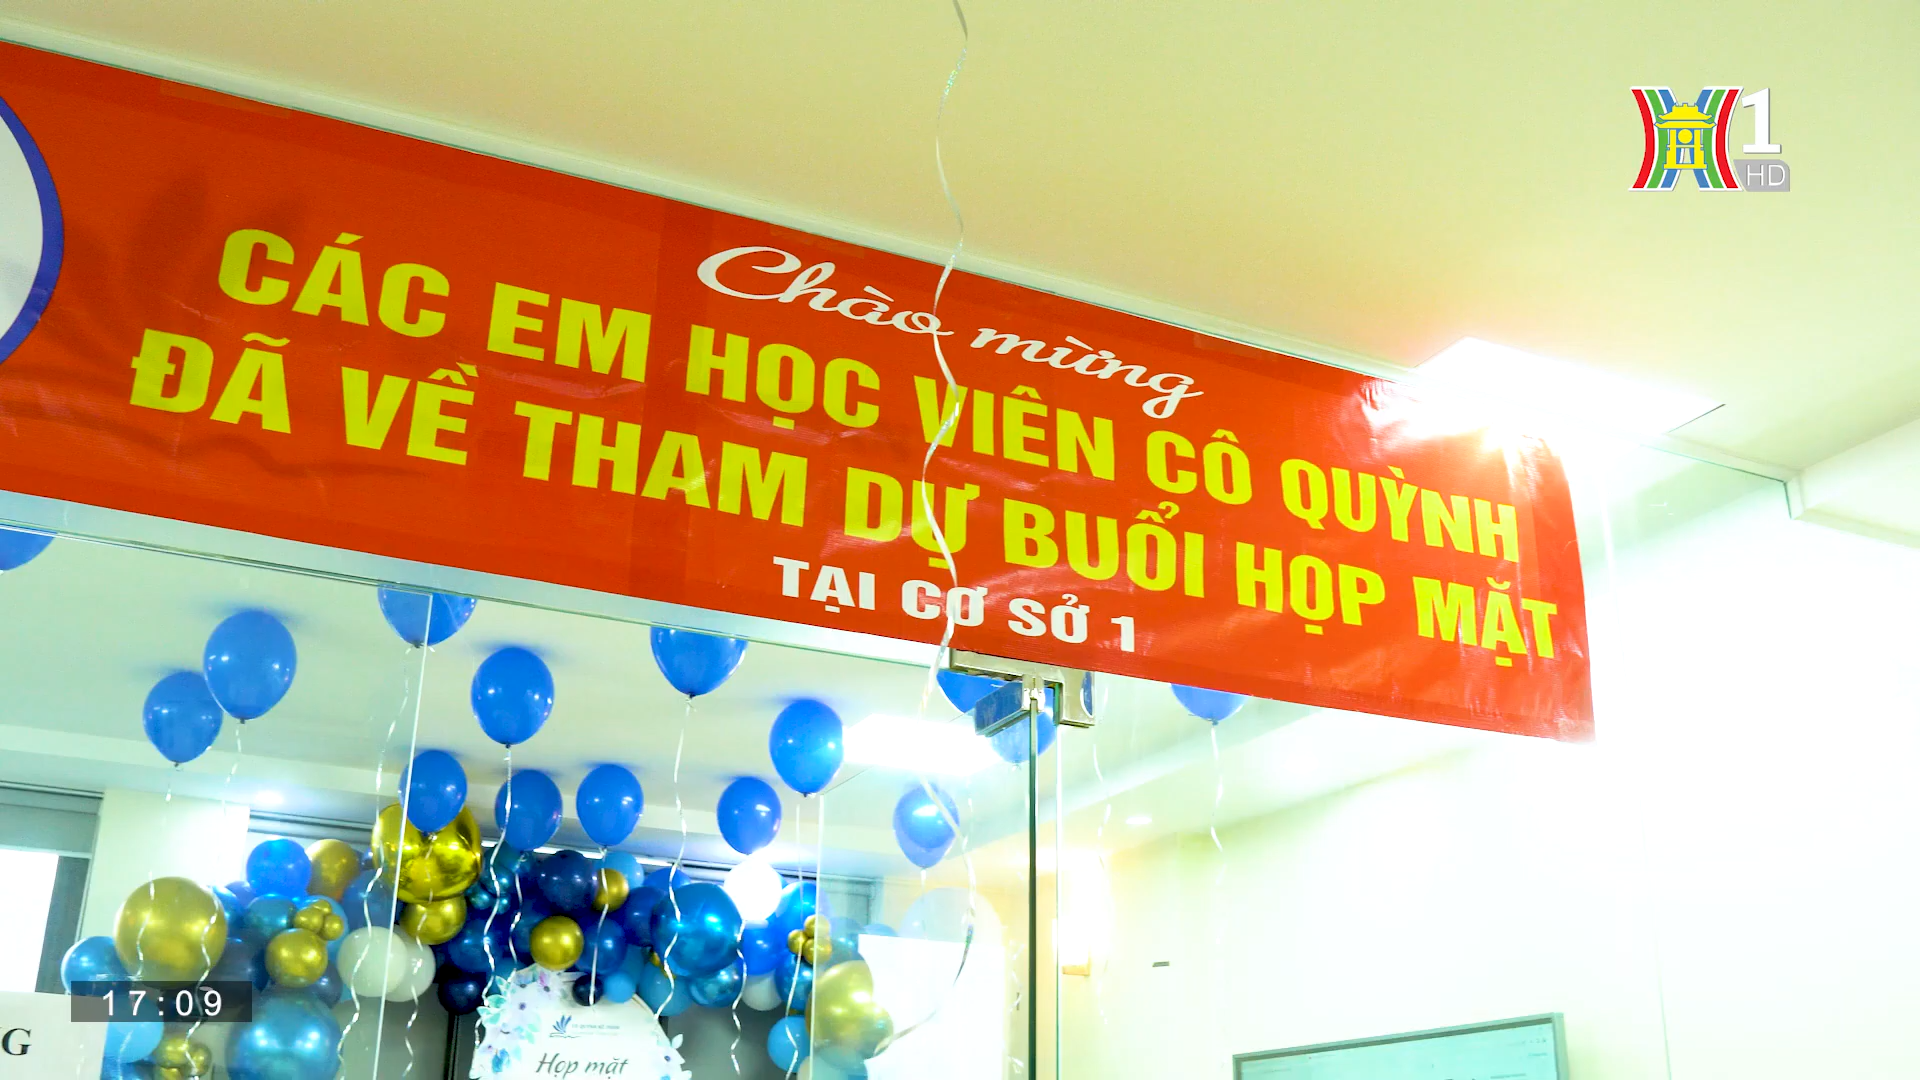 Chào mừng
CÁC EM HỌC VIÊN CÔ QUỲNH
ĐÃ VỀ THAM DỰ BUỔI HỌP MẶT
TẠI CƠ SỞ 1
1
HD
17:09
G
Họp mặt